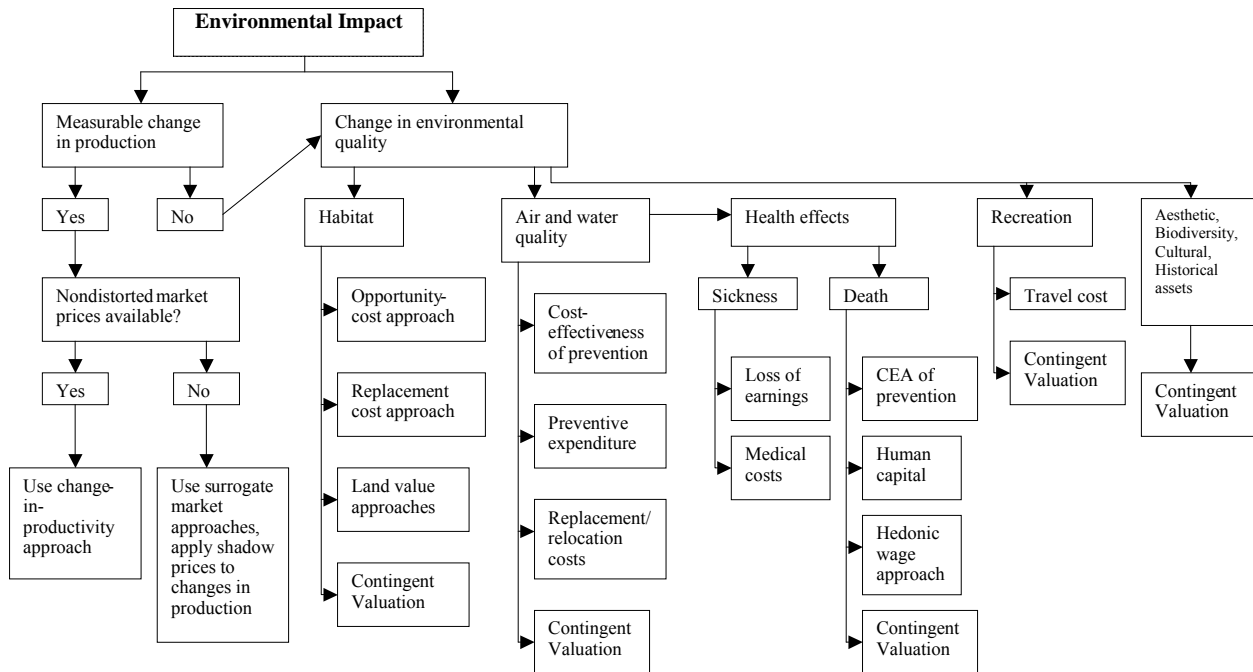 Environmental Impact
Measurable change
in production
Change in environmental
quality
Yes
No
Habitat
Air and water
quality
Health effects
Recreation
Aesthetic,
Biodiversity,
Cultural,
Historical
assets
Nondistorted market
prices available?
Opportunity-
cost approach
Cost-
effectiveness
of prevention
Sickness
Death
Travel cost
Yes
No
Replacement
cost approach
Preventive
expenditure
Loss of
earnings
CEA of
prevention
Contingent
Valuation
Contingent
Valuation
Use change-
in-
productivity
approach
Use surrogate
market
approaches,
apply shadow
prices to
changes in
production
Land value
approaches
Replacement/
relocation
costs
Medical
costs
Human
capital
Hedonic
wage
approach
Contingent
Valuation
Contingent
Valuation
Contingent
Valuation